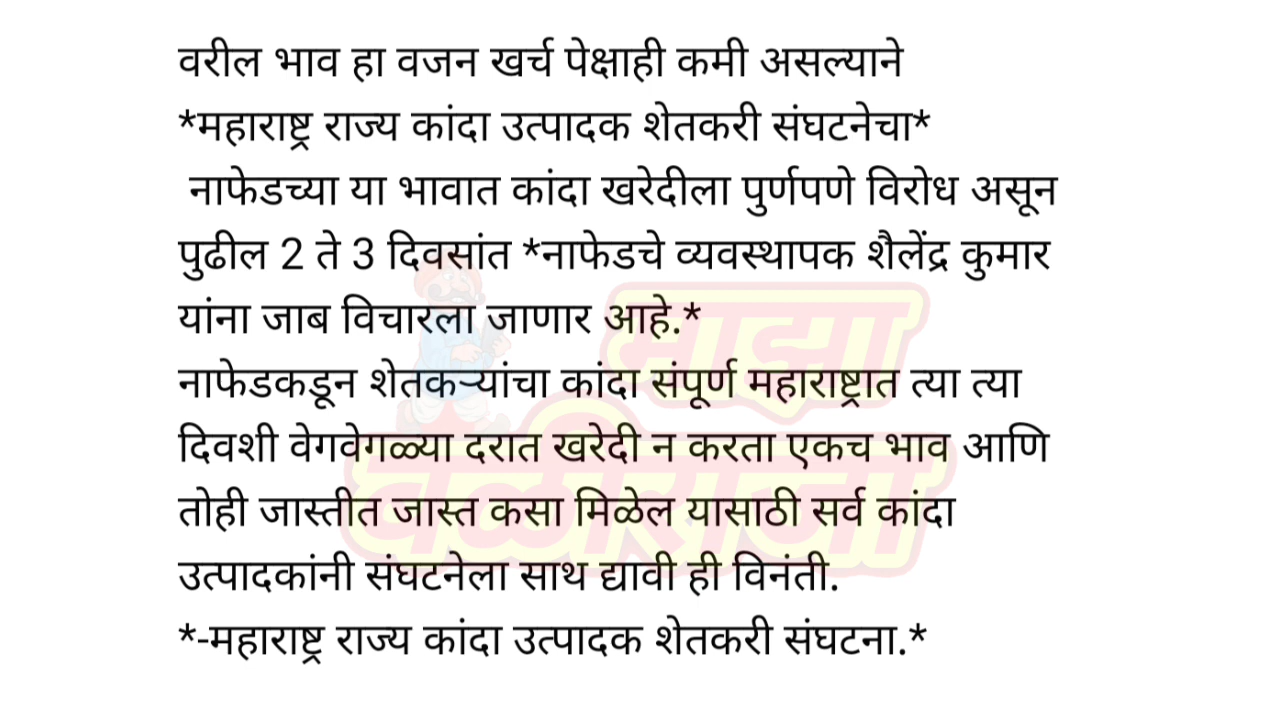 वरील भाव हा वजन खर्च पेक्षाही कमी असल्याने
*महाराष्ट्र राज्य कांदा उत्पादक शेतकरी संघटनेचा*
नाफेडच्या या भावात कांदा खरेदीला पुर्णपणे विरोध असून
पुढील 2 ते 3 दिवसांत *नाफेडचे व्यवस्थापक शैलेंद्र कुमार
यांना जाब विचारला जाणार आहे.*
नाफेडकडून शेतकऱ्यांचा कांदा संपूर्ण महाराष्ट्रात त्या त्या
दिवशी वेगवेगळ्या दरात खरेदी न करता एकच भाव आणि
तोही जास्तीत जास्त कसा मिळेल यासाठी सर्व कांदा
उत्पादकांनी संघटनेला साथ द्यावी ही विनंती.
*-महाराष्ट्र राज्य कांदा उत्पादक शेतकरी संघटना.*
माझा
बळीराजा